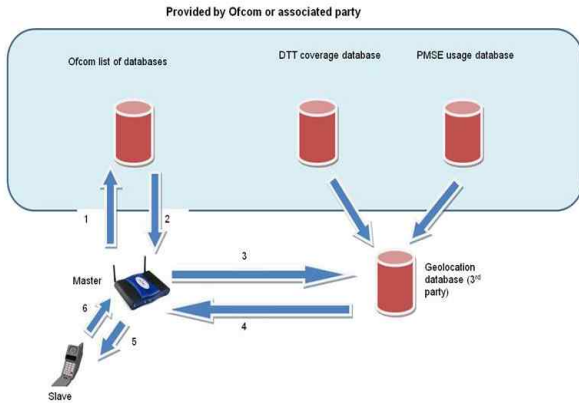 Provided by Ofcom or associated party
Ofcom list of databases
DTT coverage database
PMSE usage database
1
2
3
Master
Geolocation
database (3rd
party)
6
4
5
Slave